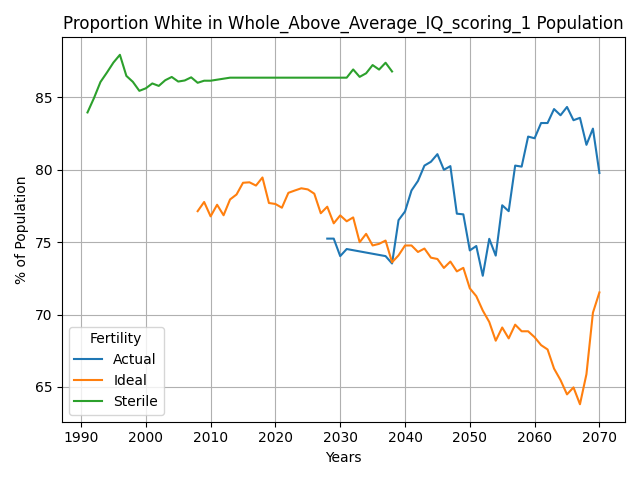 Proportion White in Whole_Above_Average_IQ_scoring_1 Population
% of Population
85
80
75
70
65
Fertility
Actual
Ideal
Sterile
1990 2000 2010 2020 2030 2040 2050 2060 2070
Years